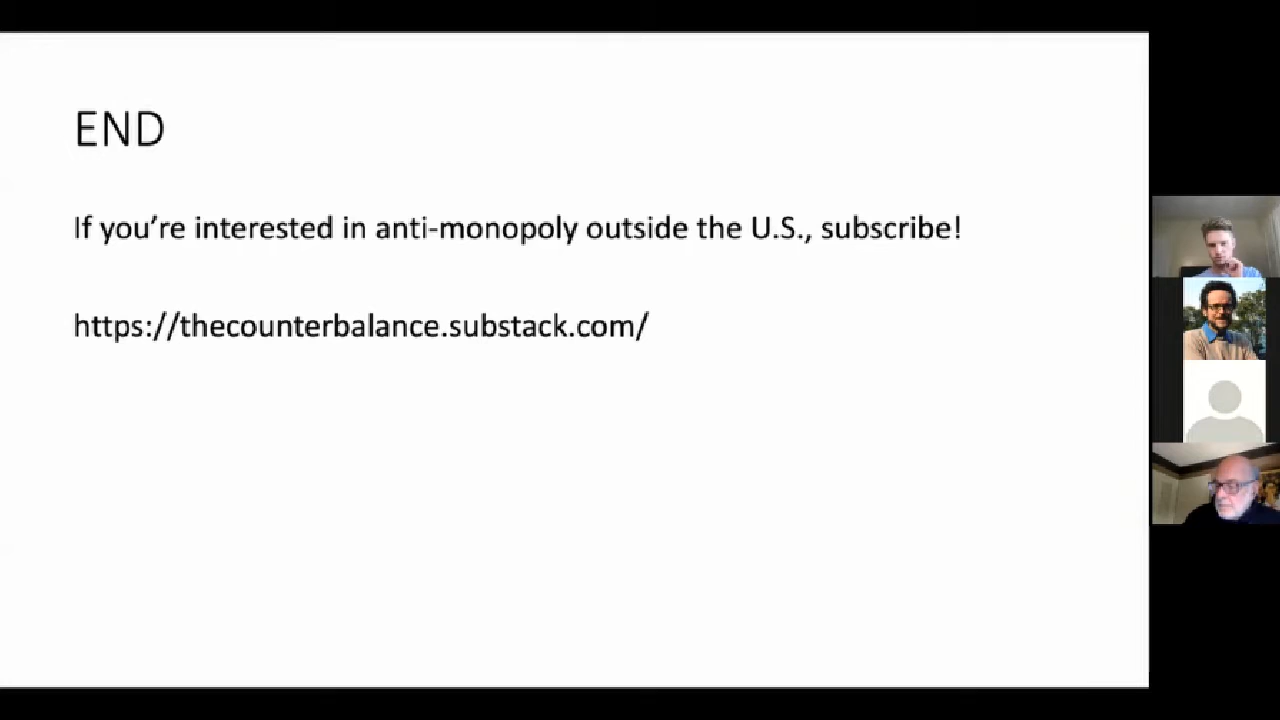 END
If you’re interested in anti-monopoly outside the U.S., subscribe!
https://thecounterbalance.substack.com/